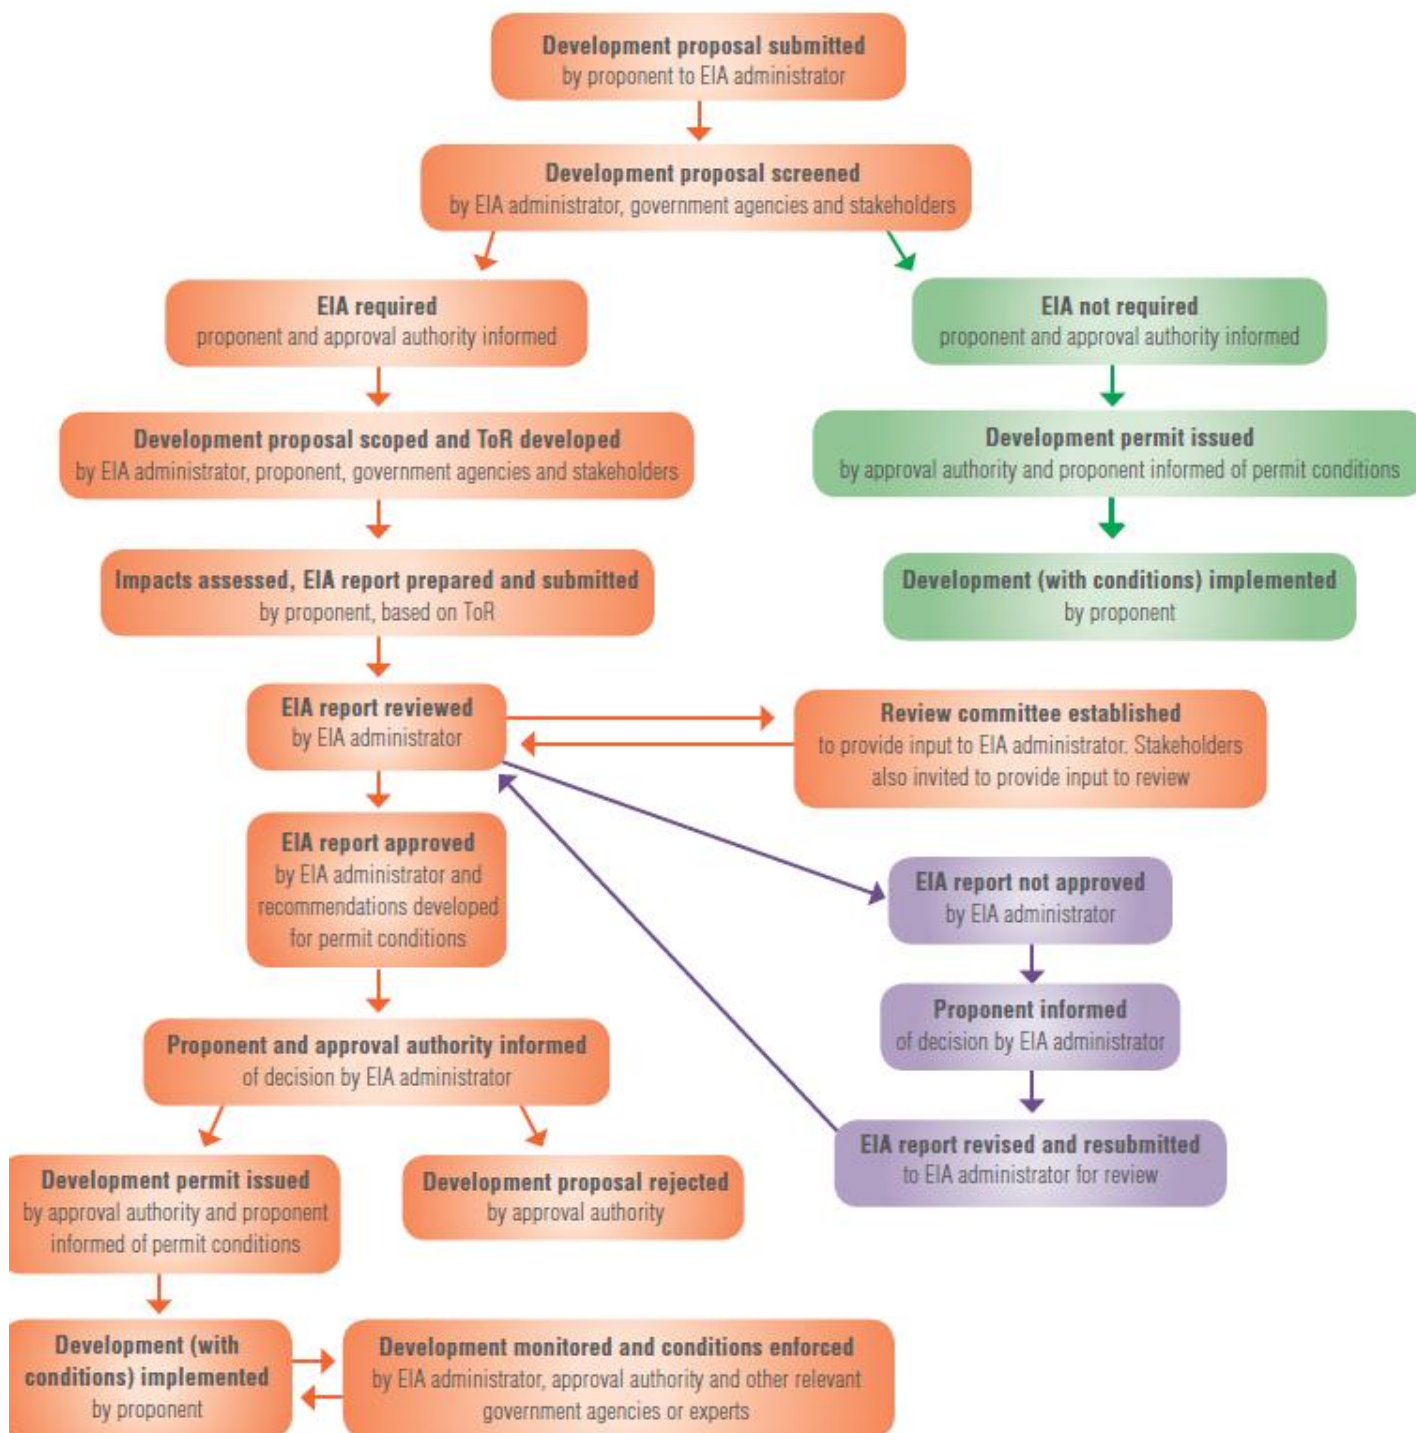 Development proposal submitted
by proponent to EIA administrator
Development proposal screened
by EIA administrator, government agencies and stakeholders
EIA required
proponent and approval authority informed
EIA not required
proponent and approval authority informed
Development proposal scoped and ToR developed
by EIA administrator, proponent, government agencies and stakeholders
Development permit issued
by approval authority and proponent informed of permit conditions
Impacts assessed, EIA report prepared and submitted
by proponent, based on ToR
Development (with conditions) implemented
by proponent
EIA report reviewed
by EIA administrator
Review committee established
to provide input to EIA administrator. Stakeholders
also invited to provide input to review
EIA report approved
by EIA administrator and
recommendations developed
for permit conditions
EIA report not approved
by EIA administrator
Proponent informed
of decision by EIA administrator
Proponent and approval authority informed
of decision by EIA administrator
EIA report revised and resubmitted
to EIA administrator for review
Development permit issued
by approval authority and proponent
informed of permit conditions
Development proposal rejected
by approval authority
Development (with
conditions) implemented
by proponent
Development monitored and conditions enforced
by EIA administrator, approval authority and other relevant
government agencies or experts